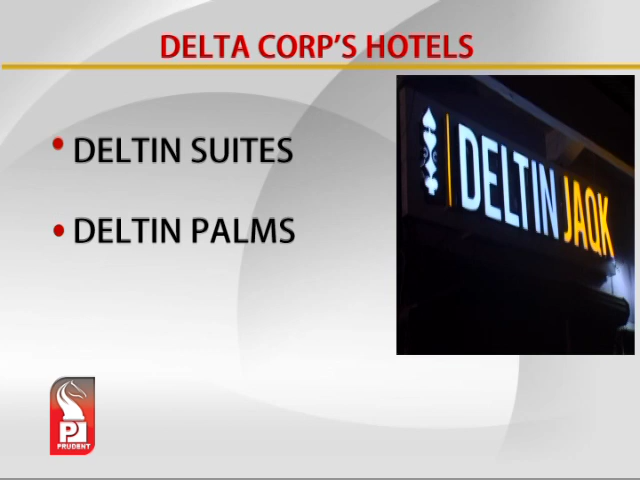 DELTA CORP'S HOTELS
• DELTIN SUITES
• DELTIN PALMS
DELTIN JAQK
PRUDENT